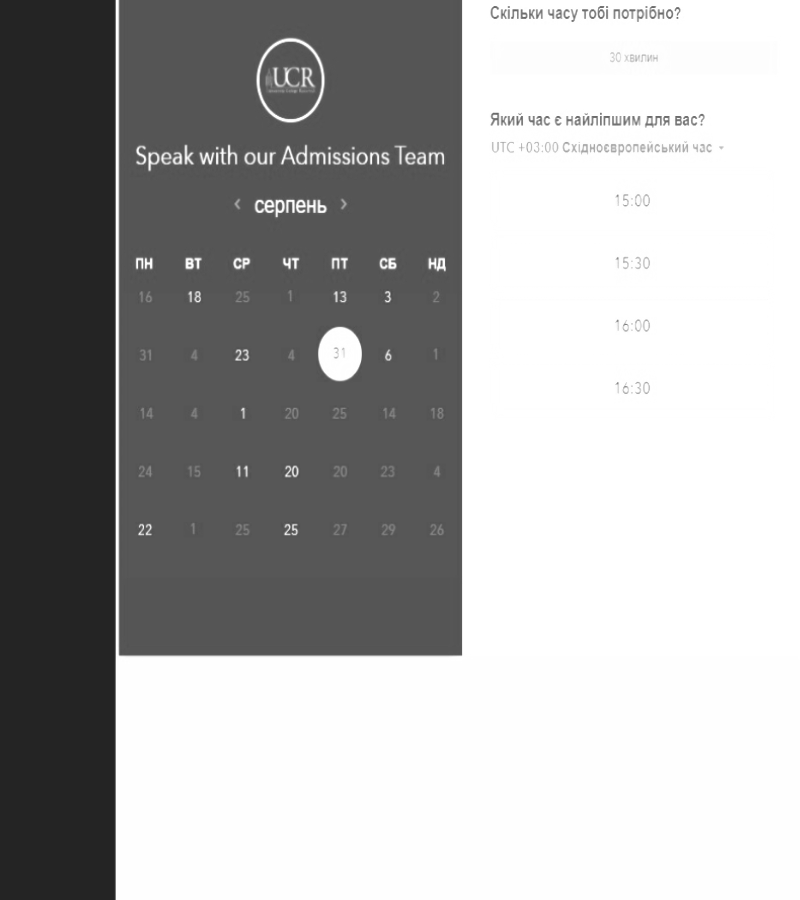 UCR
Speak with our Admissions Team
‹ серпень ›
ПН ВТ СР ЧТ ПТ СБ НД
16 18 25 1 13 3 2
31 4 23 4 31 6 1
14 4 1 20 25 14 18
24 15 11 20 20 23 4
22 1 25 25 27 29 26
Скільки часу тобі потрібно?
30 хвилин
Який час є найліпшим для вас?
UTC +03:00 Східноєвропейський час
15:00
15:30
16:00
16:30